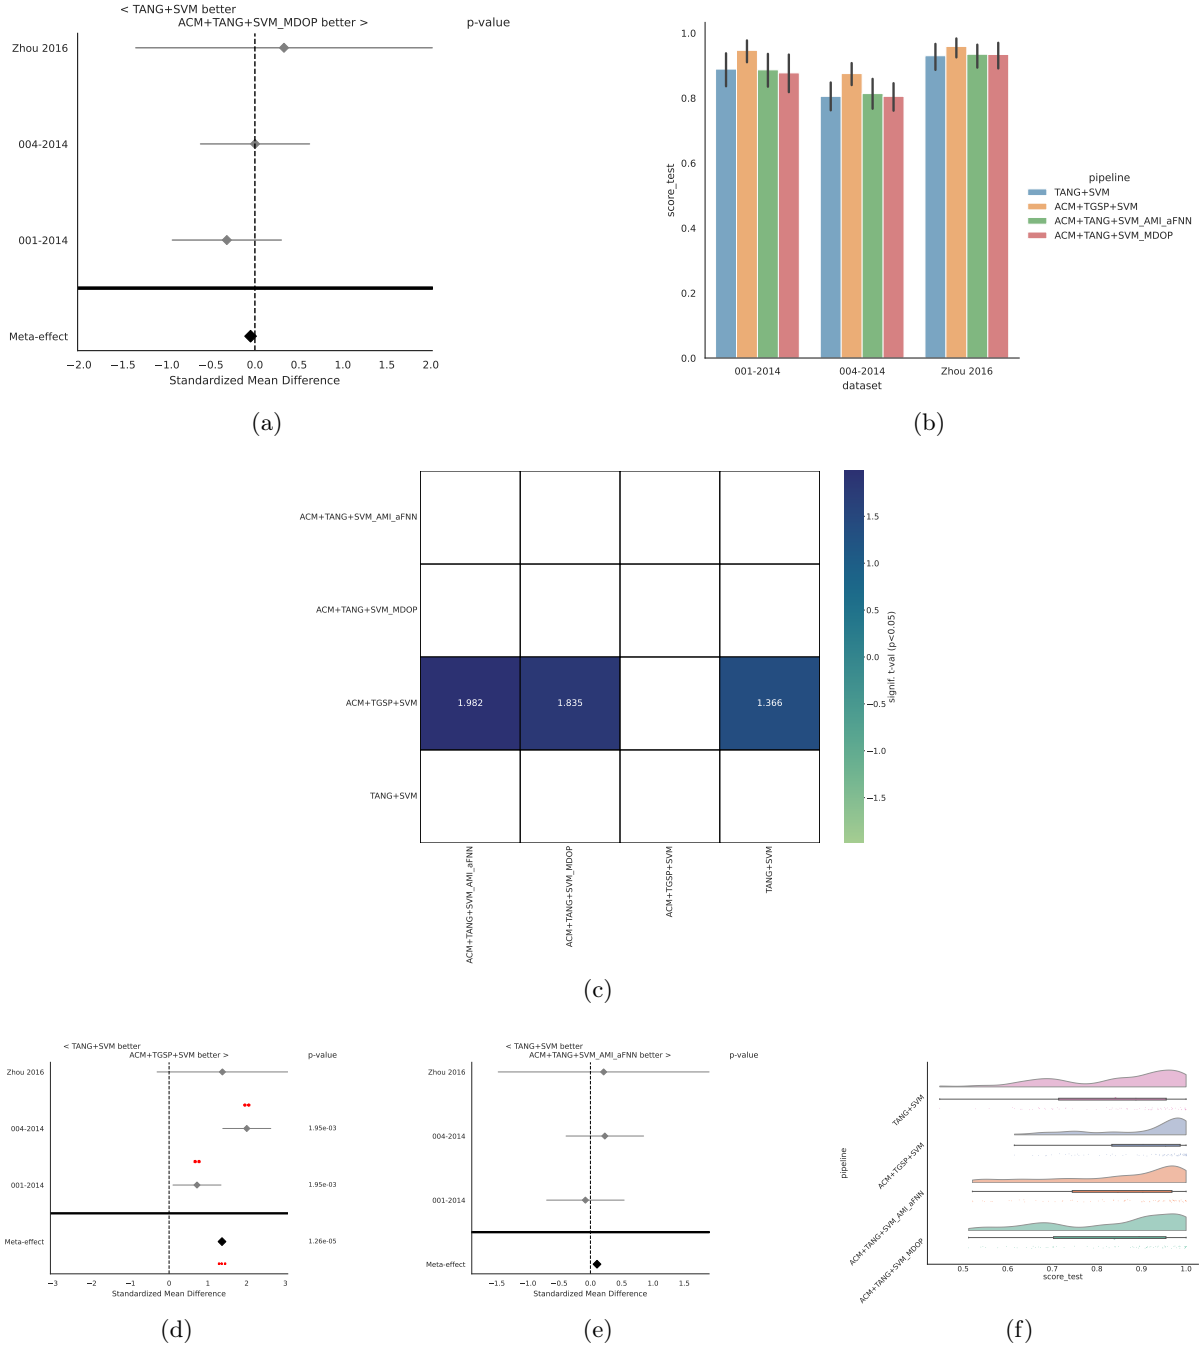 < TANG+SVM better
ACM+TANG+SVM_MDOP better >
p-value
Zhou 2016
004-2014
001-2014
Meta-effect
−2.0 −1.5 −1.0 −0.5 0.0 0.5 1.0 1.5 2.0
Standardized Mean Difference
(a)
1.0
0.8
0.6
0.4
0.2
0.0
score_test
001-2014 004-2014 Zhou 2016
dataset
pipeline
TANG+SVM
ACM+TGSP+SVM
ACM+TANG+SVM_AMI_aFNN
ACM+TANG+SVM_MDOP
(b)
ACM+TANG+SVM_AMI_aFNN
ACM+TANG+SVM_MDOP
ACM+TGSP+SVM
TANG+SVM
1.982 1.835 1.366
ACM+TANG+SVM_AMI_aFNN
ACM+TANG+SVM_MDOP
ACM+TGSP+SVM
TANG+SVM
1.5
1.0
0.5
0.0
−0.5
−1.0
−1.5
signif. t-val (p<0.05)
(c)
< TANG+SVM better
ACM+TGSP+SVM better >
p-value
Zhou 2016
004-2014 1.95e-03
001-2014 1.95e-03
Meta-effect 1.26e-05
−3 −2 −1 0 1 2 3
Standardized Mean Difference
(d)
< TANG+SVM better
ACM+TANG+SVM_AMI_aFNN better >
p-value
Zhou 2016
004-2014
001-2014
Meta-effect
−1.5 −1.0 −0.5 0.0 0.5 1.0 1.5
Standardized Mean Difference
(e)
pipeline
TANG+SVM
ACM+TGSP+SVM
ACM+TANG+SVM_AMI_aFNN
ACM+TANG+SVM_MDOP
0.5 0.6 0.7 0.8 0.9 1.0
score_test
(f)